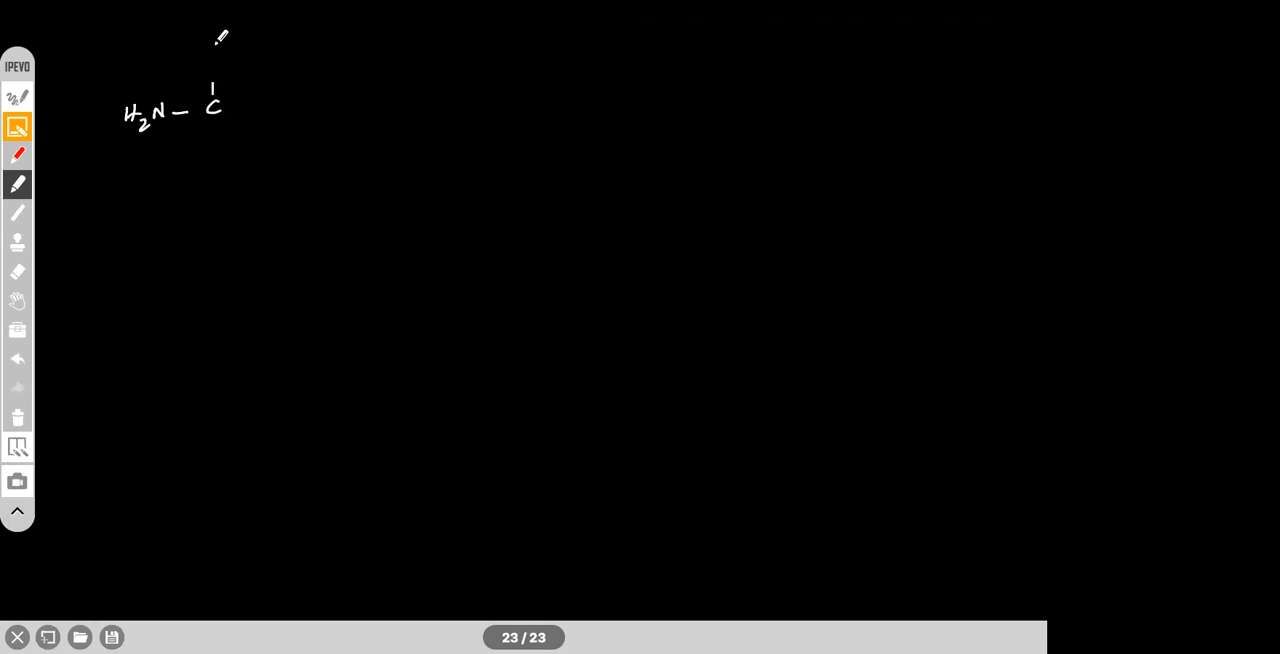 IPEVO
H₂N — C
23 / 23